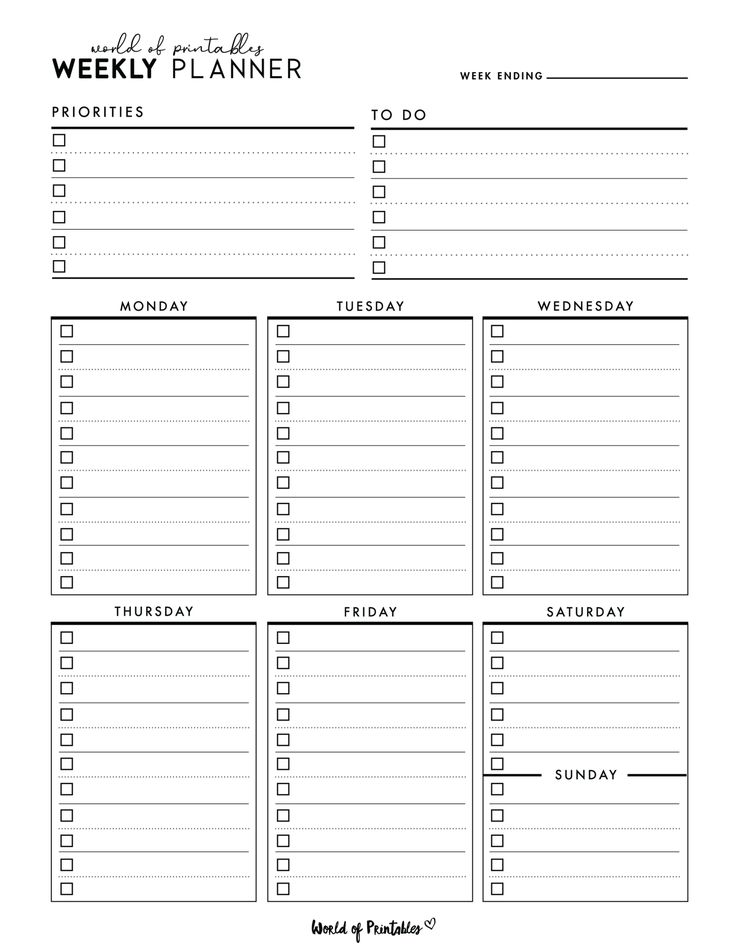 world of printables
WEEKLY PLANNER
WEEK ENDING
PRIORITIES
TO DO
MONDAY
TUESDAY
WEDNESDAY
THURSDAY
FRIDAY
SATURDAY
SUNDAY
World of Printables